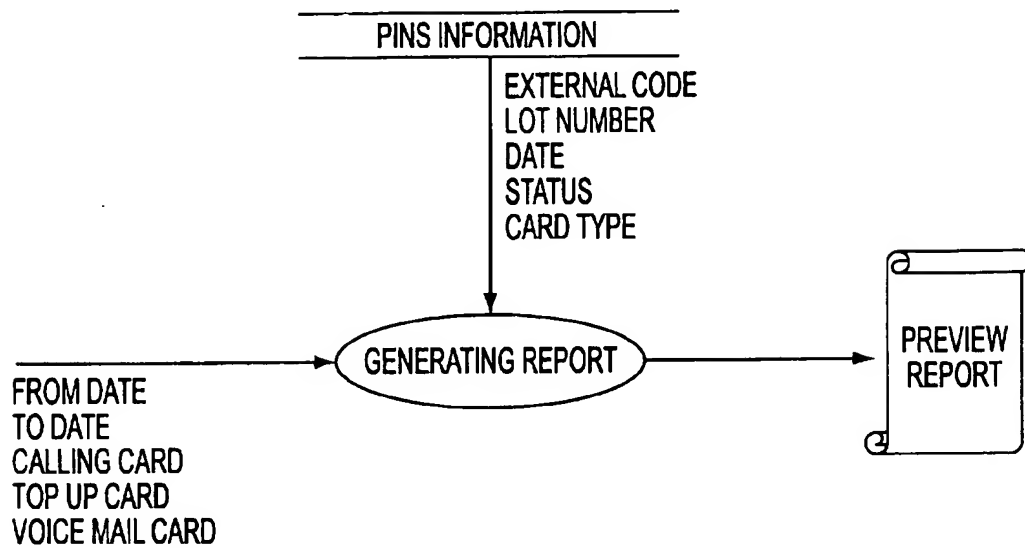 PINS INFORMATION
EXTERNAL CODE
LOT NUMBER
DATE
STATUS
CARD TYPE
GENERATING REPORT
PREVIEW
REPORT
FROM DATE
TO DATE
CALLING CARD
TOP UP CARD
VOICE MAIL CARD